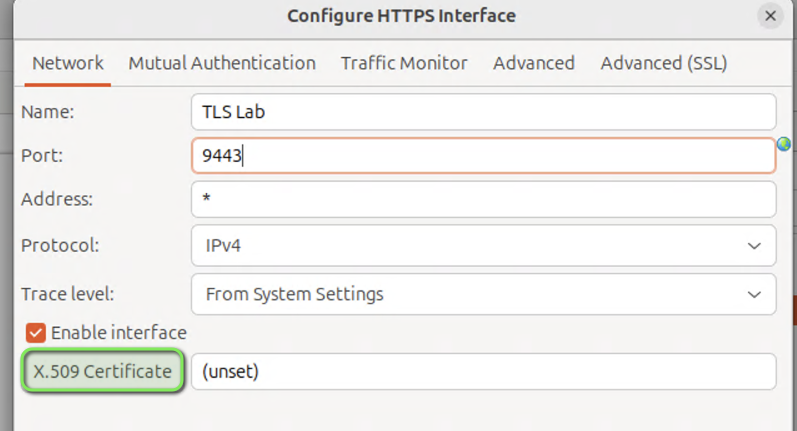 Configure HTTPS Interface
Network Mutual Authentication Traffic Monitor Advanced Advanced (SSL)
Name: TLS Lab
Port: 9443
Address: *
Protocol: IPv4
Trace level: From System Settings
Enable interface
X.509 Certificate (unset)